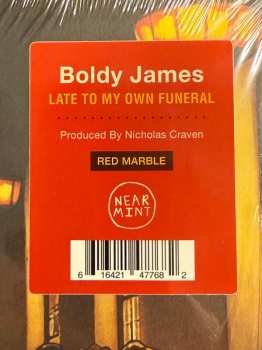 Boldy James
LATE TO MY OWN FUNERAL
Produced By Nicholas Craven
RED MARBLE
NEAR
MINT
6 16421 47768 2